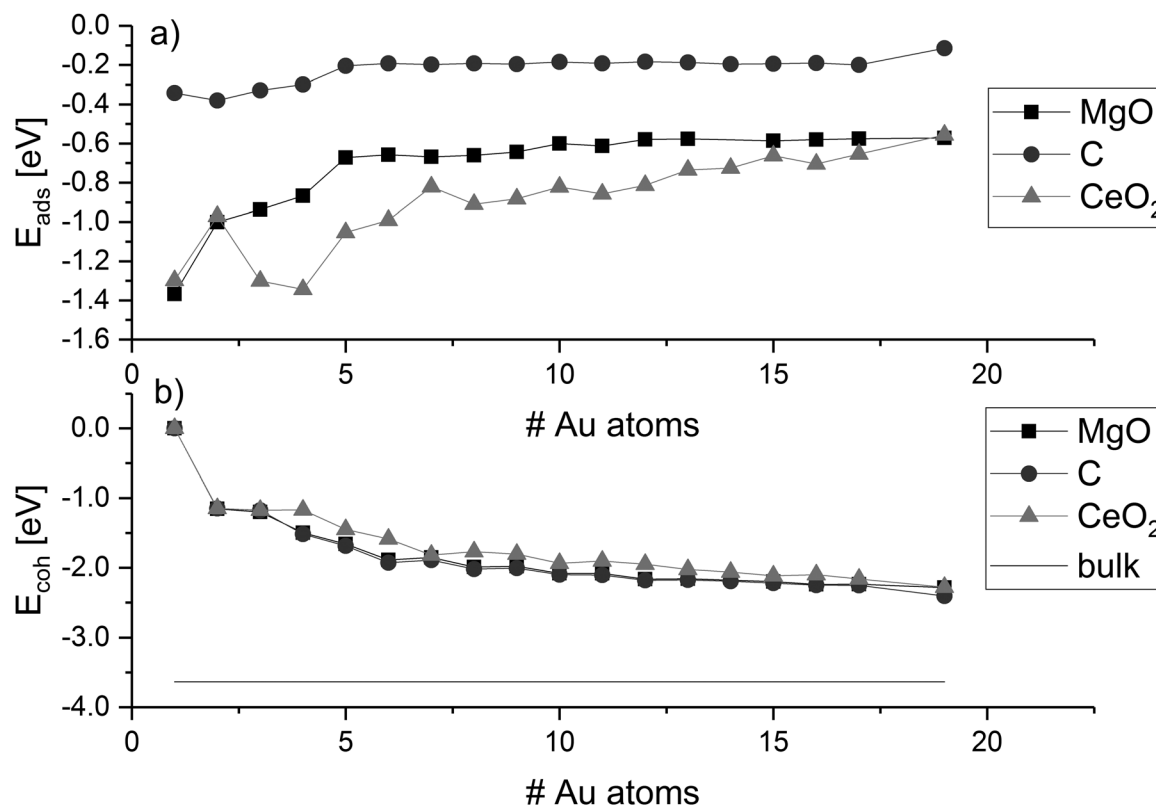 a)
0.0
-0.2
-0.4
-0.6
-0.8
-1.0
-1.2
-1.4
-1.6
E_ads [eV]
MgO
C
CeO₂
0 5 10 15 20
# Au atoms
b)
0.0
-1.0
-2.0
-3.0
-4.0
E_coh [eV]
MgO
C
CeO₂
bulk
0 5 10 15 20
# Au atoms